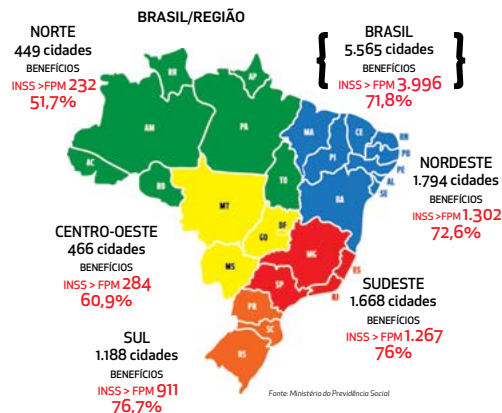 BRASIL/REGIÃO
NORTE
449 cidades
BENEFÍCIOS
INSS > FPM 232
51,7%
BRASIL
5.565 cidades
BENEFÍCIOS
INSS > FPM 3.996
71,8%
NORDESTE
1.794 cidades
BENEFÍCIOS
INSS >FPM 1.302
72,6%
CENTRO-OESTE
466 cidades
BENEFÍCIOS
INSS > FPM 284
60,9%
SUDESTE
1.668 cidades
BENEFÍCIOS
INSS > FPM 1.267
76%
SUL
1.188 cidades
BENEFÍCIOS
INSS > FPM 911
76,7%
RR
AP
AM
PA
MA
CE
RN
PB
PI
PE
AC
AL
RO
TO
SE
BA
MT
DF
GO
MG
MS
ES
SP
RJ
PR
SC
RS
Fonte: Ministério da Previdência Social